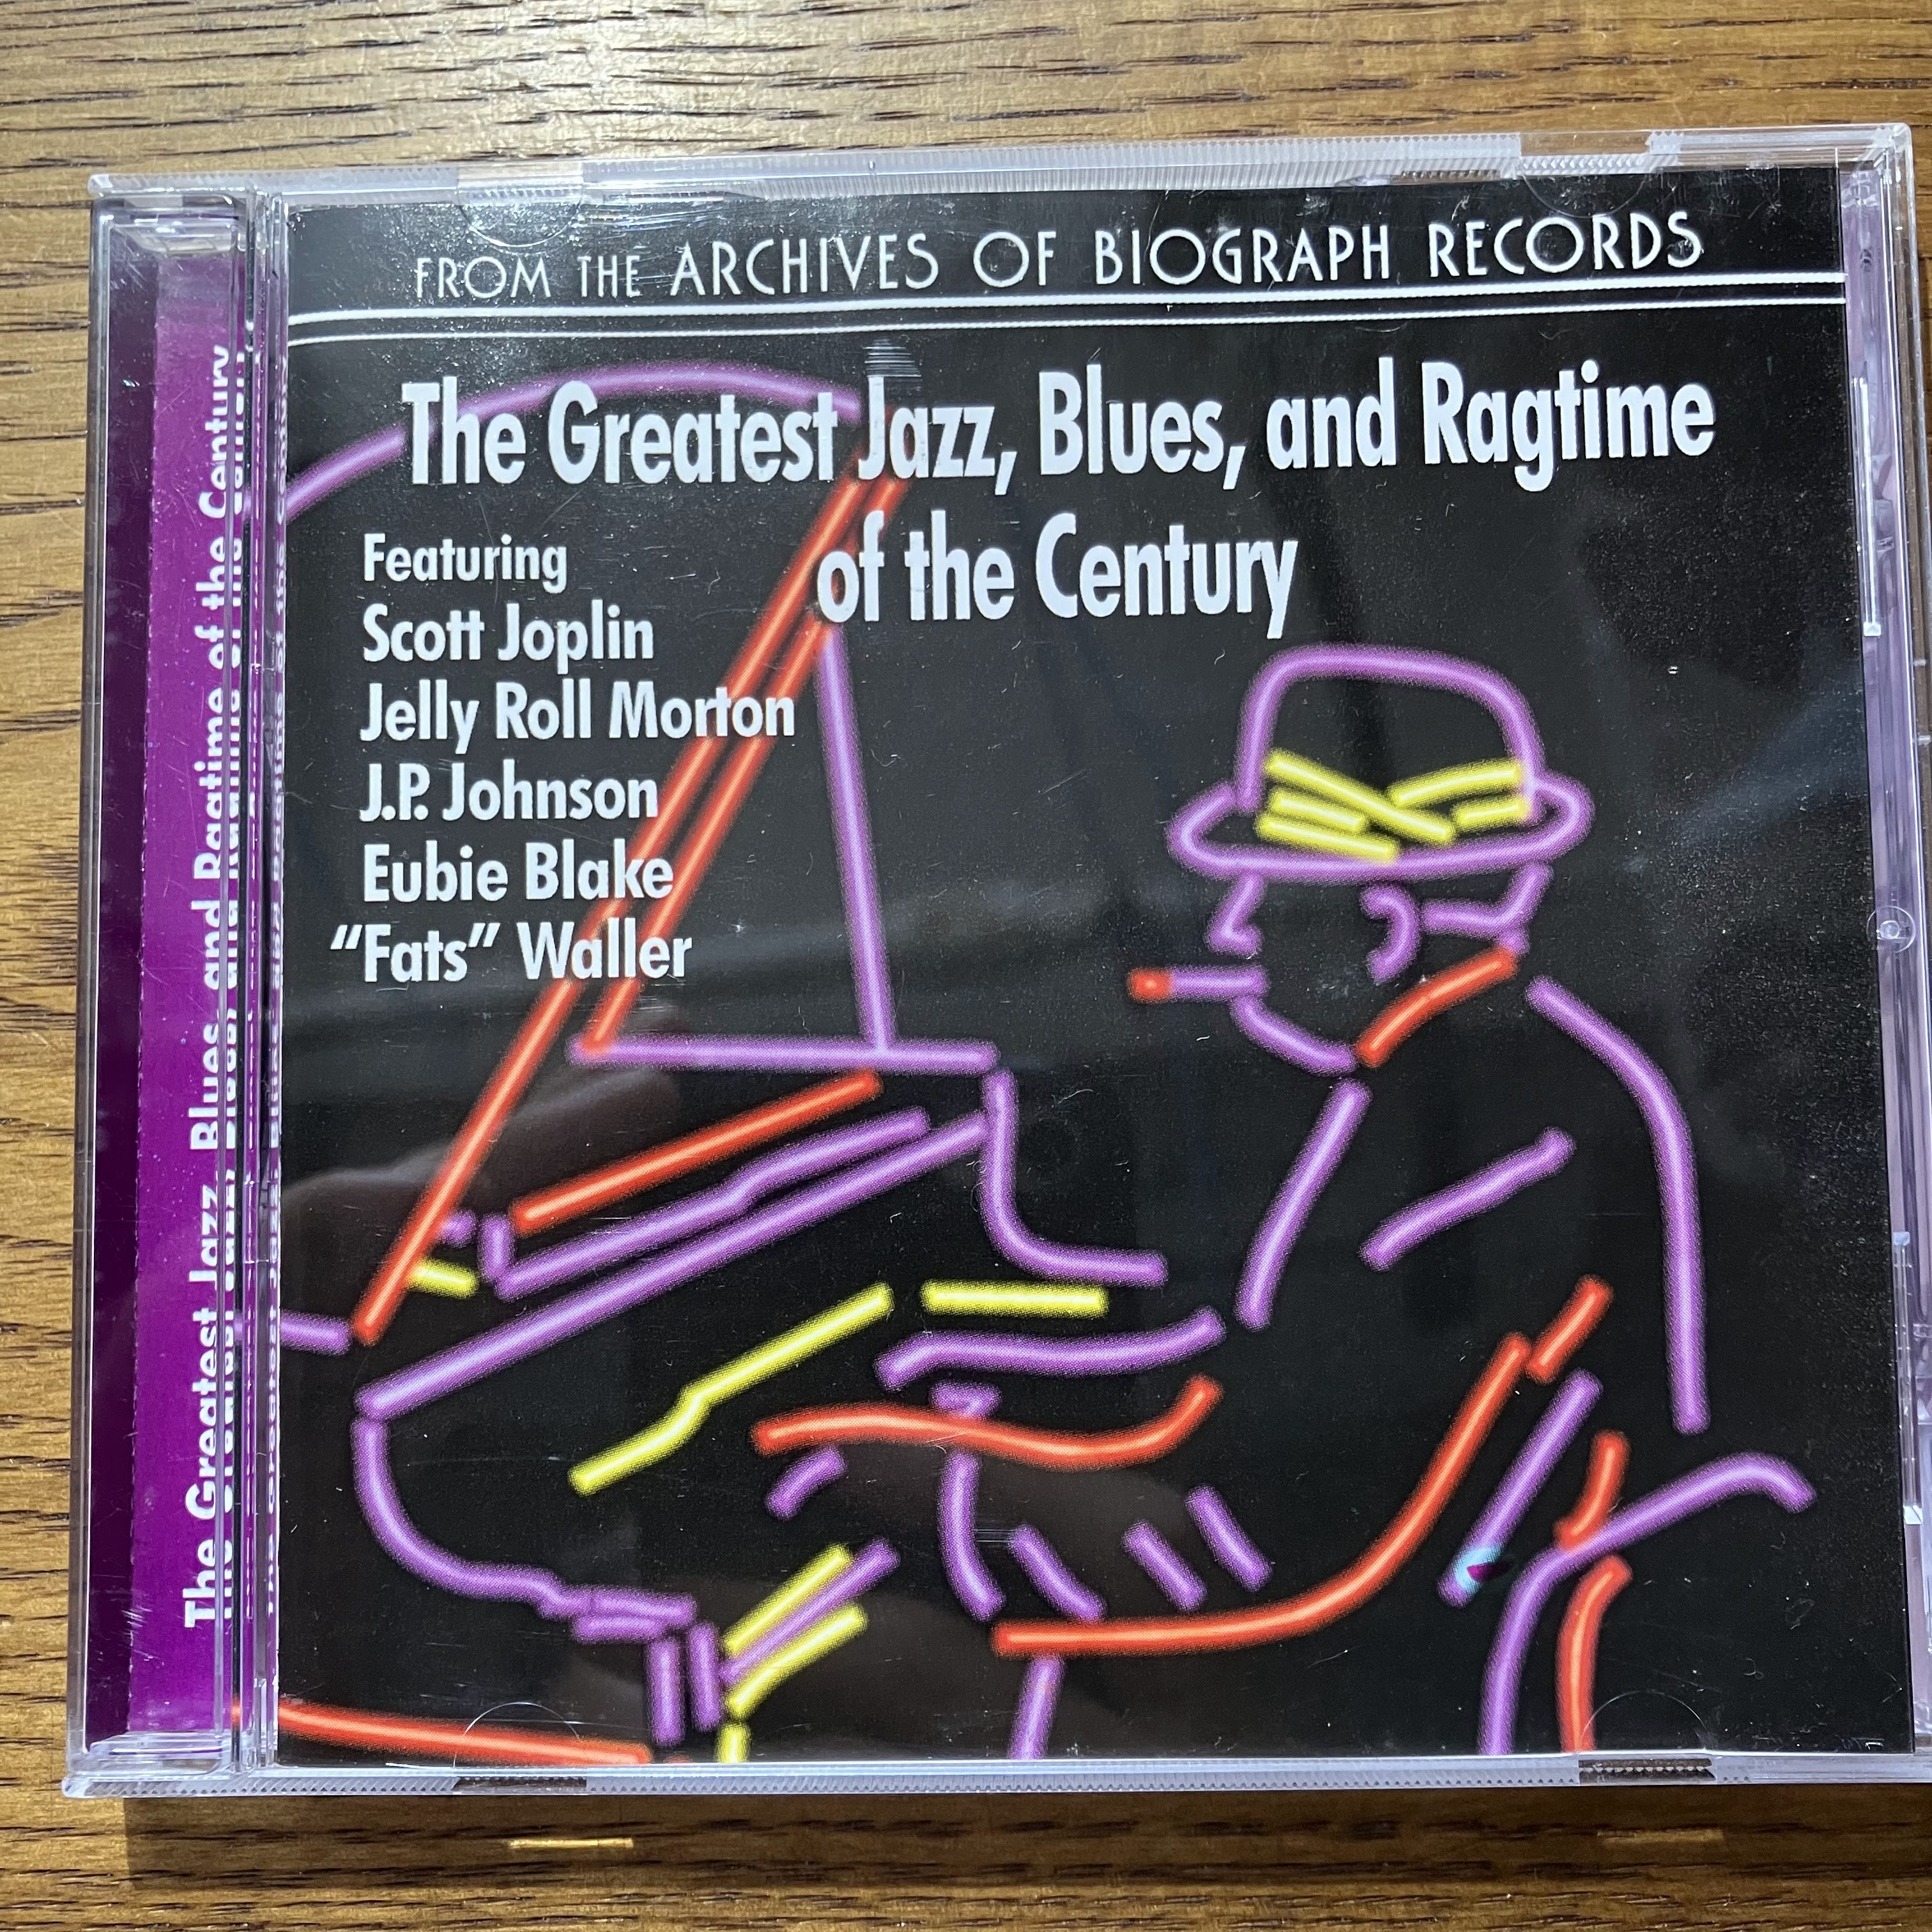 FROM THE ARCHIVES OF BIOGRAPH RECORDS
The Greatest Jazz, Blues, and Ragtime
of the Century
Featuring
Scott Joplin
Jelly Roll Morton
J.P. Johnson
Eubie Blake
“Fats” Waller
The Greatest Jazz, Blues, and Ragtime of the Century